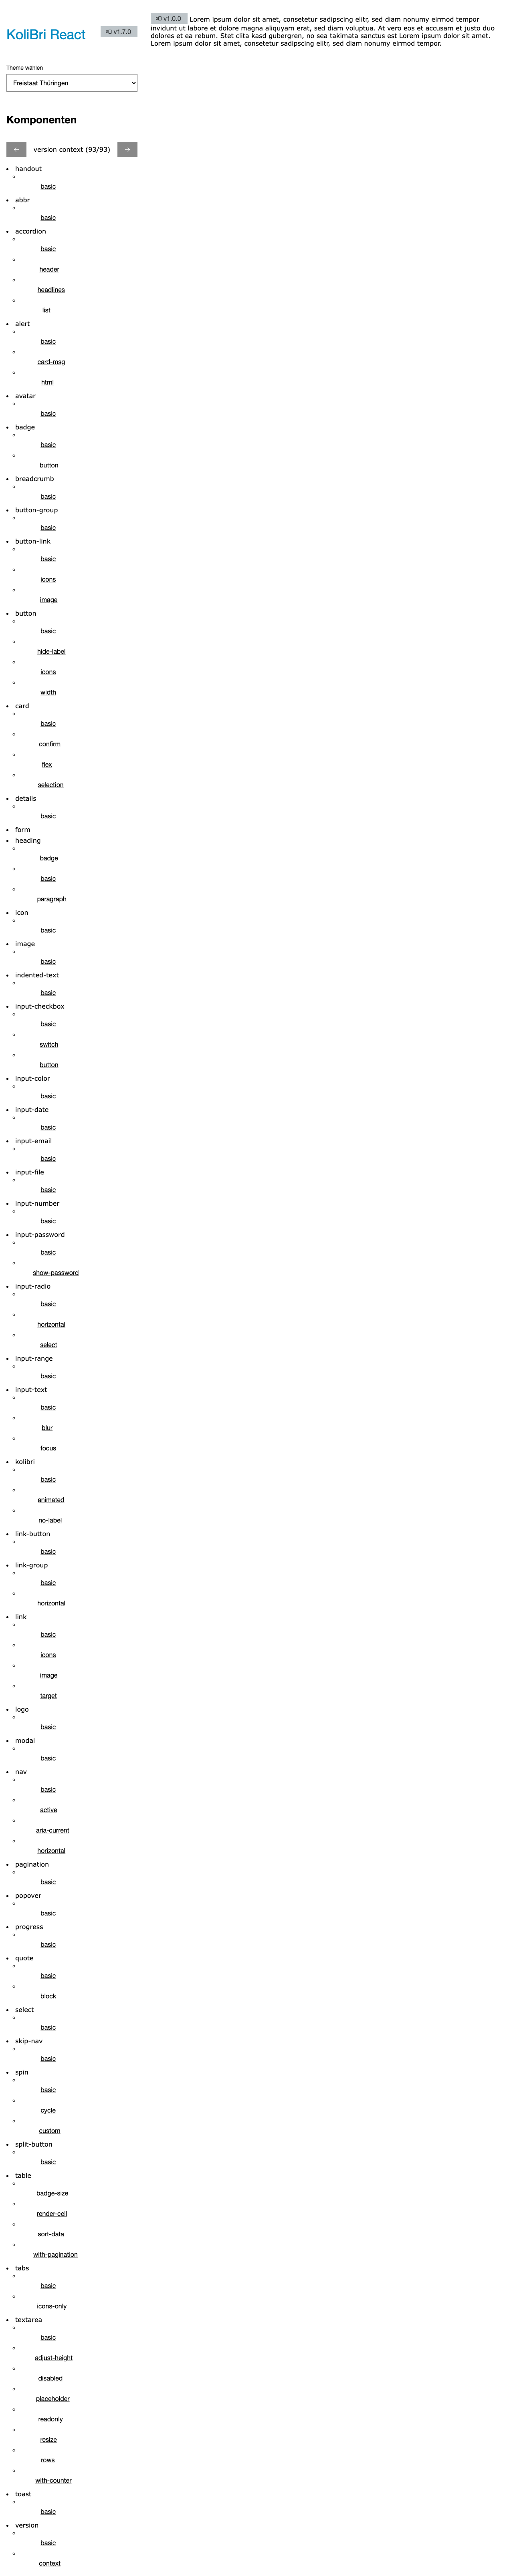 KoliBri React
v1.7.0
Theme wählen
Freistaat Thüringen
Komponenten
← version context (93/93) →
handout
basic
abbr
basic
accordion
basic
header
headlines
list
alert
basic
card-msg
html
avatar
basic
badge
basic
button
breadcrumb
basic
button-group
basic
button-link
basic
icons
image
button
basic
hide-label
icons
width
card
basic
confirm
flex
selection
details
basic
form
heading
badge
basic
paragraph
icon
basic
image
basic
indented-text
basic
input-checkbox
basic
switch
button
input-color
basic
input-date
basic
input-email
basic
input-file
basic
input-number
basic
input-password
basic
show-password
input-radio
basic
horizontal
select
input-range
basic
input-text
basic
blur
focus
kolibri
basic
animated
no-label
link-button
basic
link-group
basic
horizontal
link
basic
icons
image
target
logo
basic
modal
basic
nav
basic
active
aria-current
horizontal
pagination
basic
popover
basic
progress
basic
quote
basic
block
select
basic
skip-nav
basic
spin
basic
cycle
custom
split-button
basic
table
badge-size
render-cell
sort-data
with-pagination
tabs
basic
icons-only
textarea
basic
adjust-height
disabled
placeholder
readonly
resize
rows
with-counter
toast
basic
version
basic
context
v1.0.0 Lorem ipsum dolor sit amet, consetetur sadipscing elitr, sed diam nonumy eirmod tempor
invidunt ut labore et dolore magna aliquyam erat, sed diam voluptua. At vero eos et accusam et justo duo
dolores et ea rebum. Stet clita kasd gubergren, no sea takimata sanctus est Lorem ipsum dolor sit amet.
Lorem ipsum dolor sit amet, consetetur sadipscing elitr, sed diam nonumy eirmod tempor.